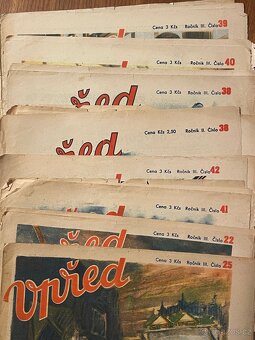 Cena 3 Kčs Ročník III. Číslo 39
Cena 3 Kčs Ročník III. Číslo 40
Cena 3 Kčs Ročník III. Číslo 38
před
Cena Kčs 2,50 Ročník II. Číslo 38
před
Cena 3 Kčs Ročník III. Číslo 42
Cena 3 Kčs Ročník III. Číslo 41
vpřed
Cena 3 Kčs Ročník III. Číslo 22
Cena 3 Kčs Ročník III. Číslo 25
vpřed